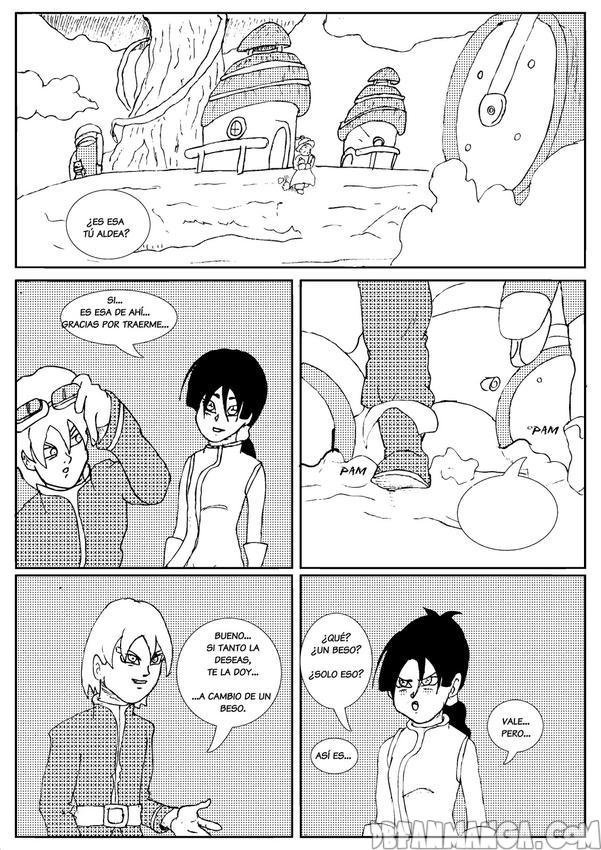 ¿ES ESA
TÚ ALDEA?
SI...
ES ESA DE AHÍ...
GRACIAS POR TRAERME...
PAM
PAM
BUENO...
SI TANTO LA
DESEAS,
TE LA DOY...
...A CAMBIO DE UN
BESO.
¿QUÉ?
¿UN BESO?
¿SOLO ESO?
ASÍ ES...
VALE...
PERO...
DBFANMANGA.COM